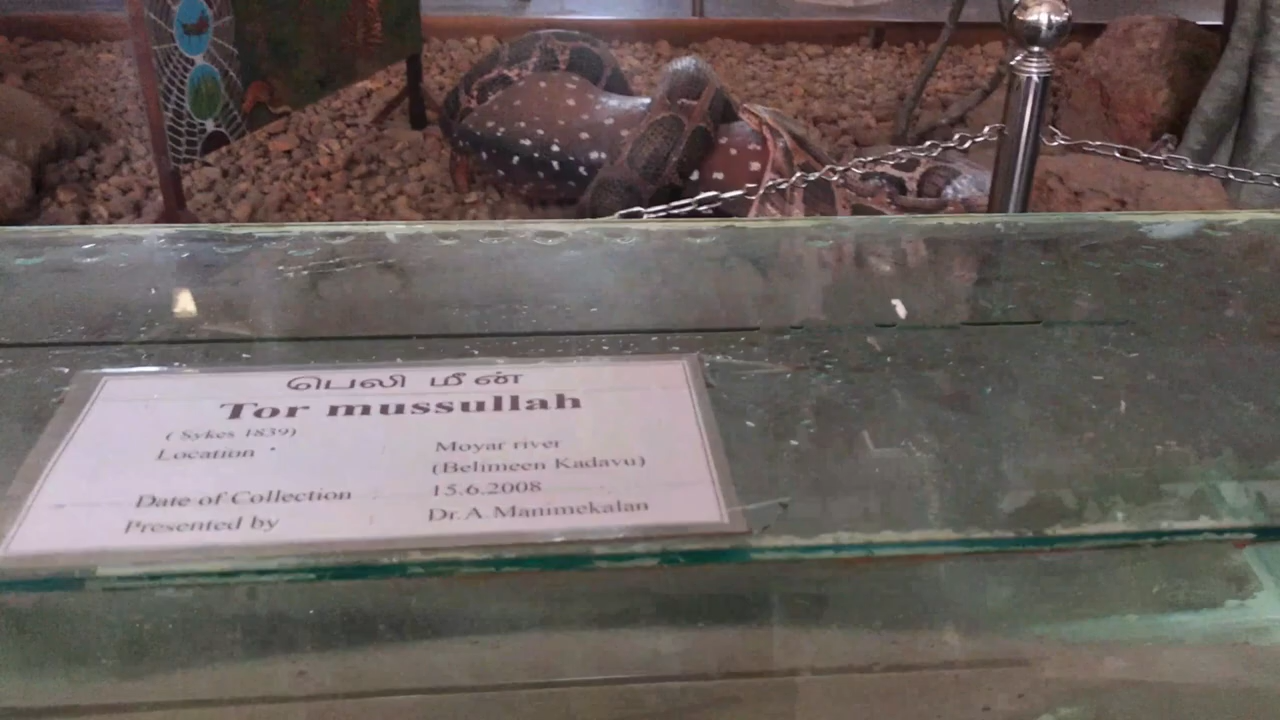 பெலி மீன்
Tor mussullah
( Sykes 1839)
Location Moyar river
(Belimeen Kadavu)
Date of Collection 15.6.2008
Presented by Dr.A.Manimekalan